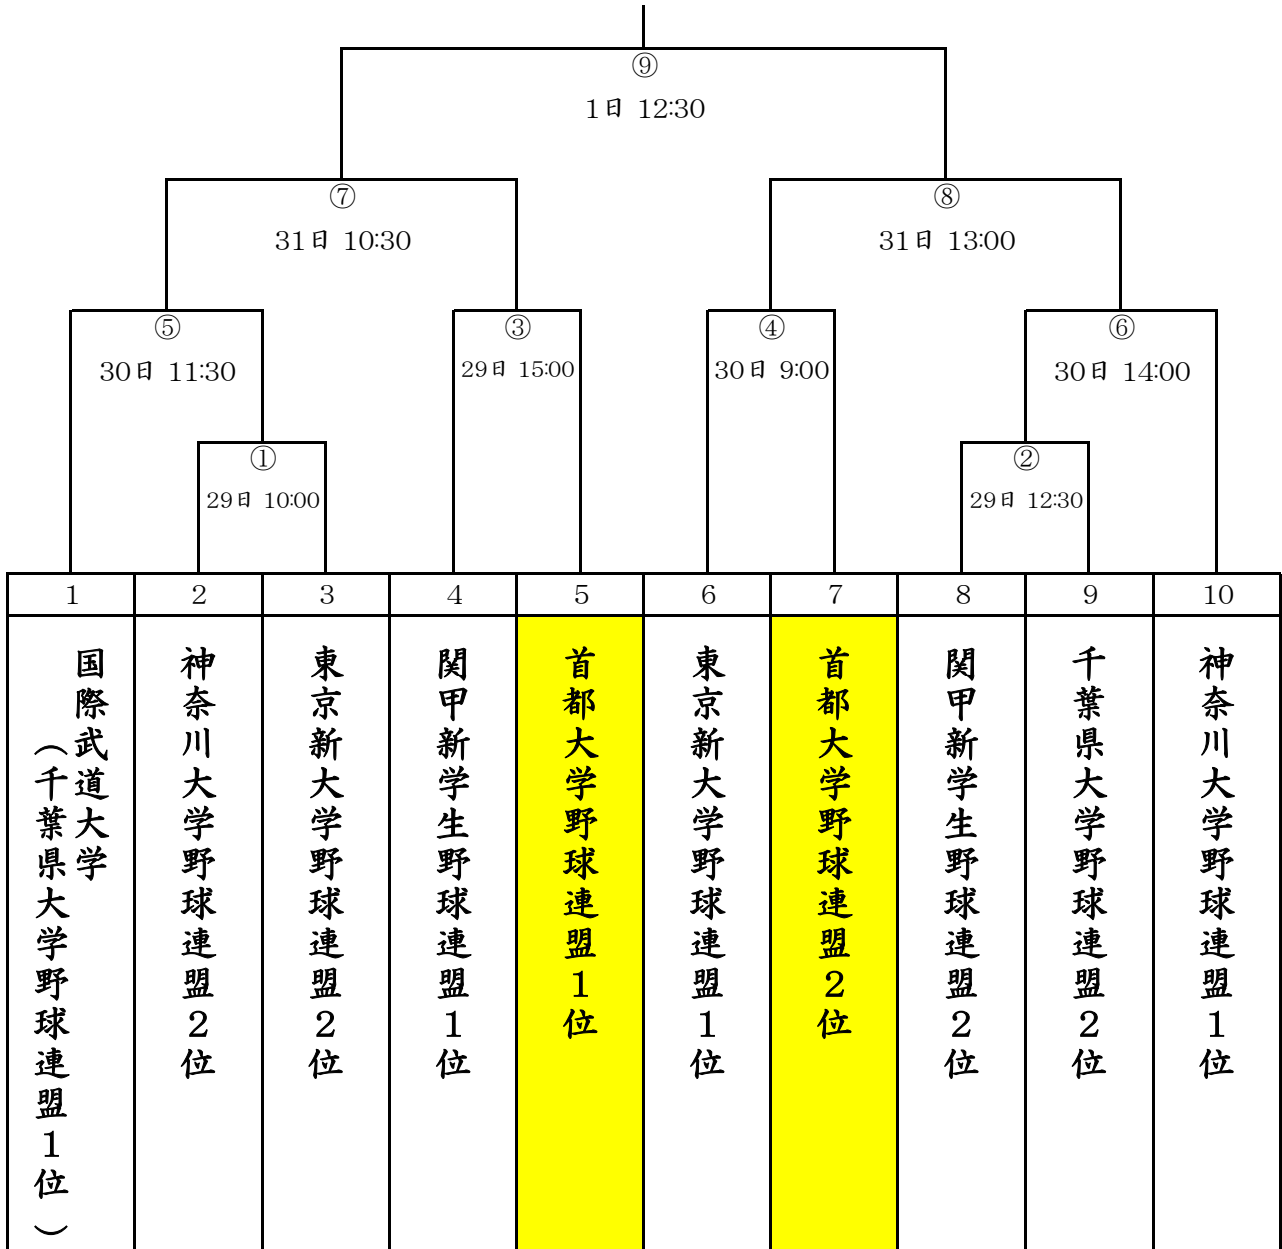 ⑨
1日 12:30
⑦
⑧
31日 10:30
31日 13:00
⑤
③
④
⑥
30日 11:30
29日 15:00
30日 9:00
30日 14:00
①
②
29日 10:00
29日 12:30
1
2
3
4
5
6
7
8
9
10
国際武道大学
（千葉県大学野球連盟1位）
神奈川大学野球連盟2位
東京新大学野球連盟2位
関甲新学生野球連盟1位
首都大学野球連盟1位
東京新大学野球連盟1位
首都大学野球連盟2位
関甲新学生野球連盟2位
千葉県大学野球連盟2位
神奈川大学野球連盟1位